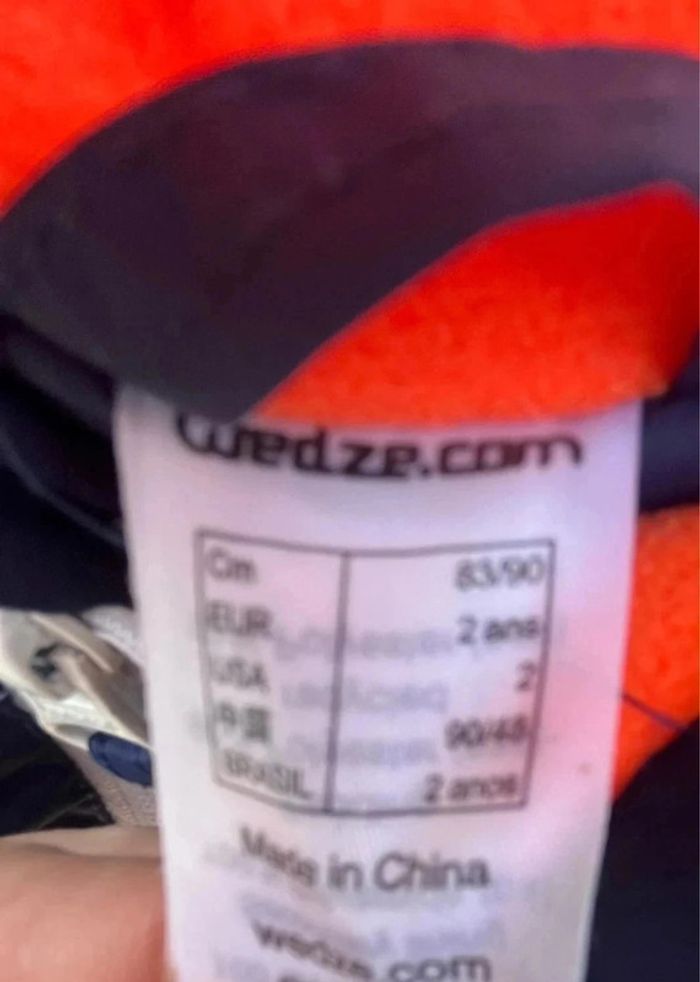 wedze.com
Cm 83/90
EUR 2 ans
USA 2
中国 90/48
BRASIL 2 anos
Made in China
wedze.com